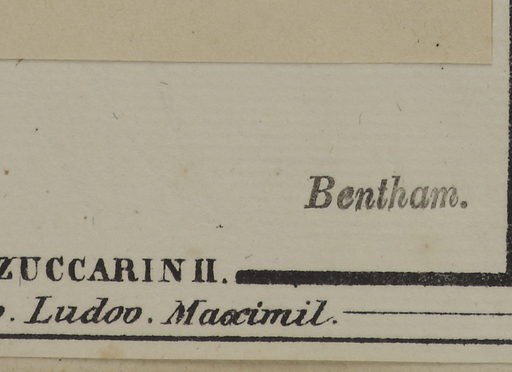 Bentham.
ZUCCARINII.
. Ludov. Maximil.